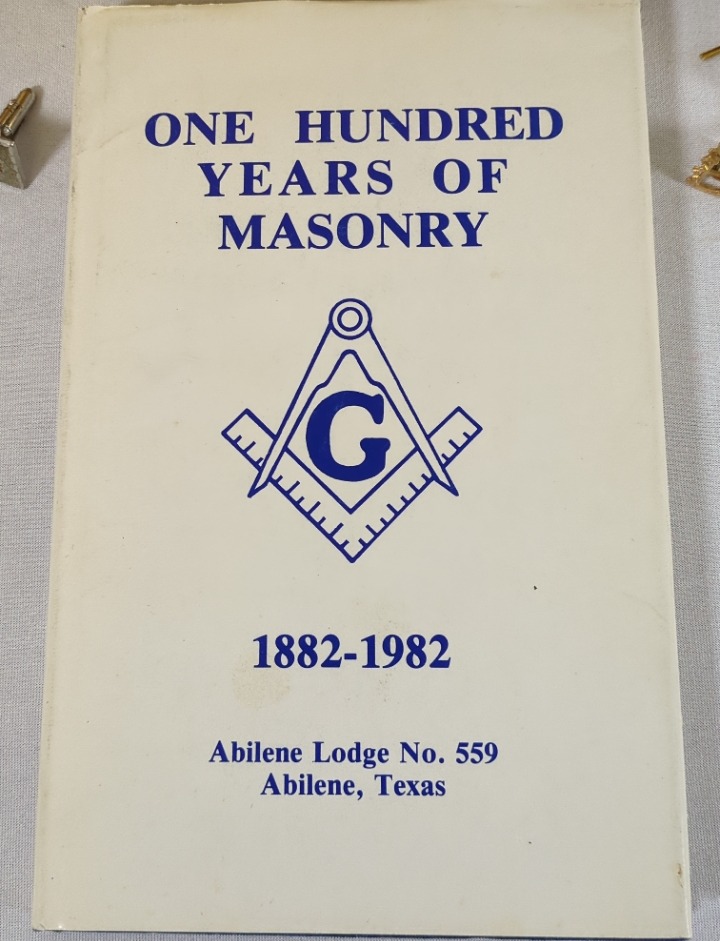 ONE HUNDRED
YEARS OF
MASONRY
G
1882-1982
Abilene Lodge No. 559
Abilene, Texas